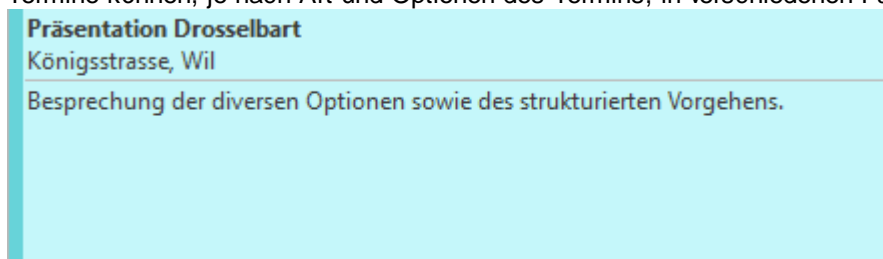 Termine können, je nach Art und Optionen des Termins, in verschiedenen
Präsentation Drosselbart
Königsstrasse, Wil
Besprechung der diversen Optionen sowie des strukturierten Vorgehens.